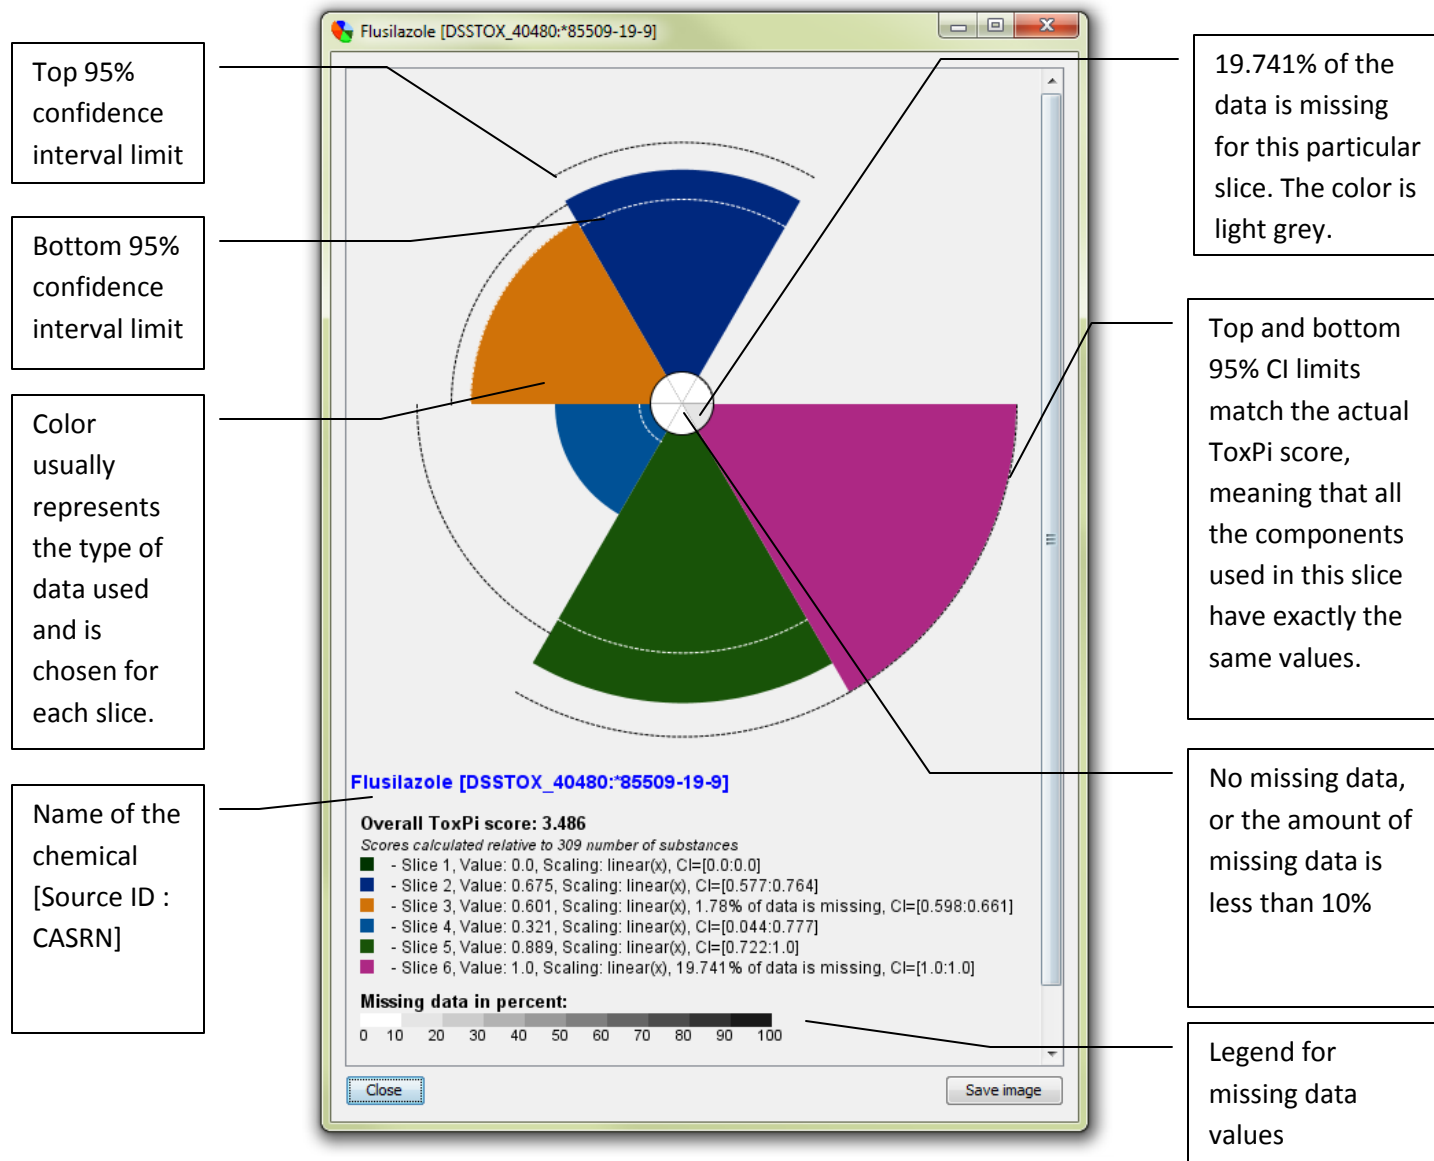 Flusilazole [DSSTOX_40480:*85509-19-9]
Top 95%
confidence
interval limit
Bottom 95%
confidence
interval limit
Color
usually
represents
the type of
data used
and is
chosen for
each slice.
Name of the
chemical
[Source ID :
CASRN]
19.741% of the
data is missing
for this particular
slice. The color is
light grey.
Top and bottom
95% CI limits
match the actual
ToxPi score,
meaning that all
the components
used in this slice
have exactly the
same values.
No missing data,
or the amount of
missing data is
less than 10%
Legend for
missing data
values
Flusilazole [DSSTOX_40480:*85509-19-9]
Overall ToxPi score: 3.486
Scores calculated relative to 309 number of substances
- Slice 1, Value: 0.0, Scaling: linear(x), CI=[0.0:0.0]
- Slice 2, Value: 0.675, Scaling: linear(x), CI=[0.577:0.764]
- Slice 3, Value: 0.601, Scaling: linear(x), 1.78% of data is missing, CI=[0.598:0.661]
- Slice 4, Value: 0.321, Scaling: linear(x), CI=[0.044:0.777]
- Slice 5, Value: 0.889, Scaling: linear(x), CI=[0.722:1.0]
- Slice 6, Value: 1.0, Scaling: linear(x), 19.741% of data is missing, CI=[1.0:1.0]
Missing data in percent:
0 10 20 30 40 50 60 70 80 90 100
Close
Save image